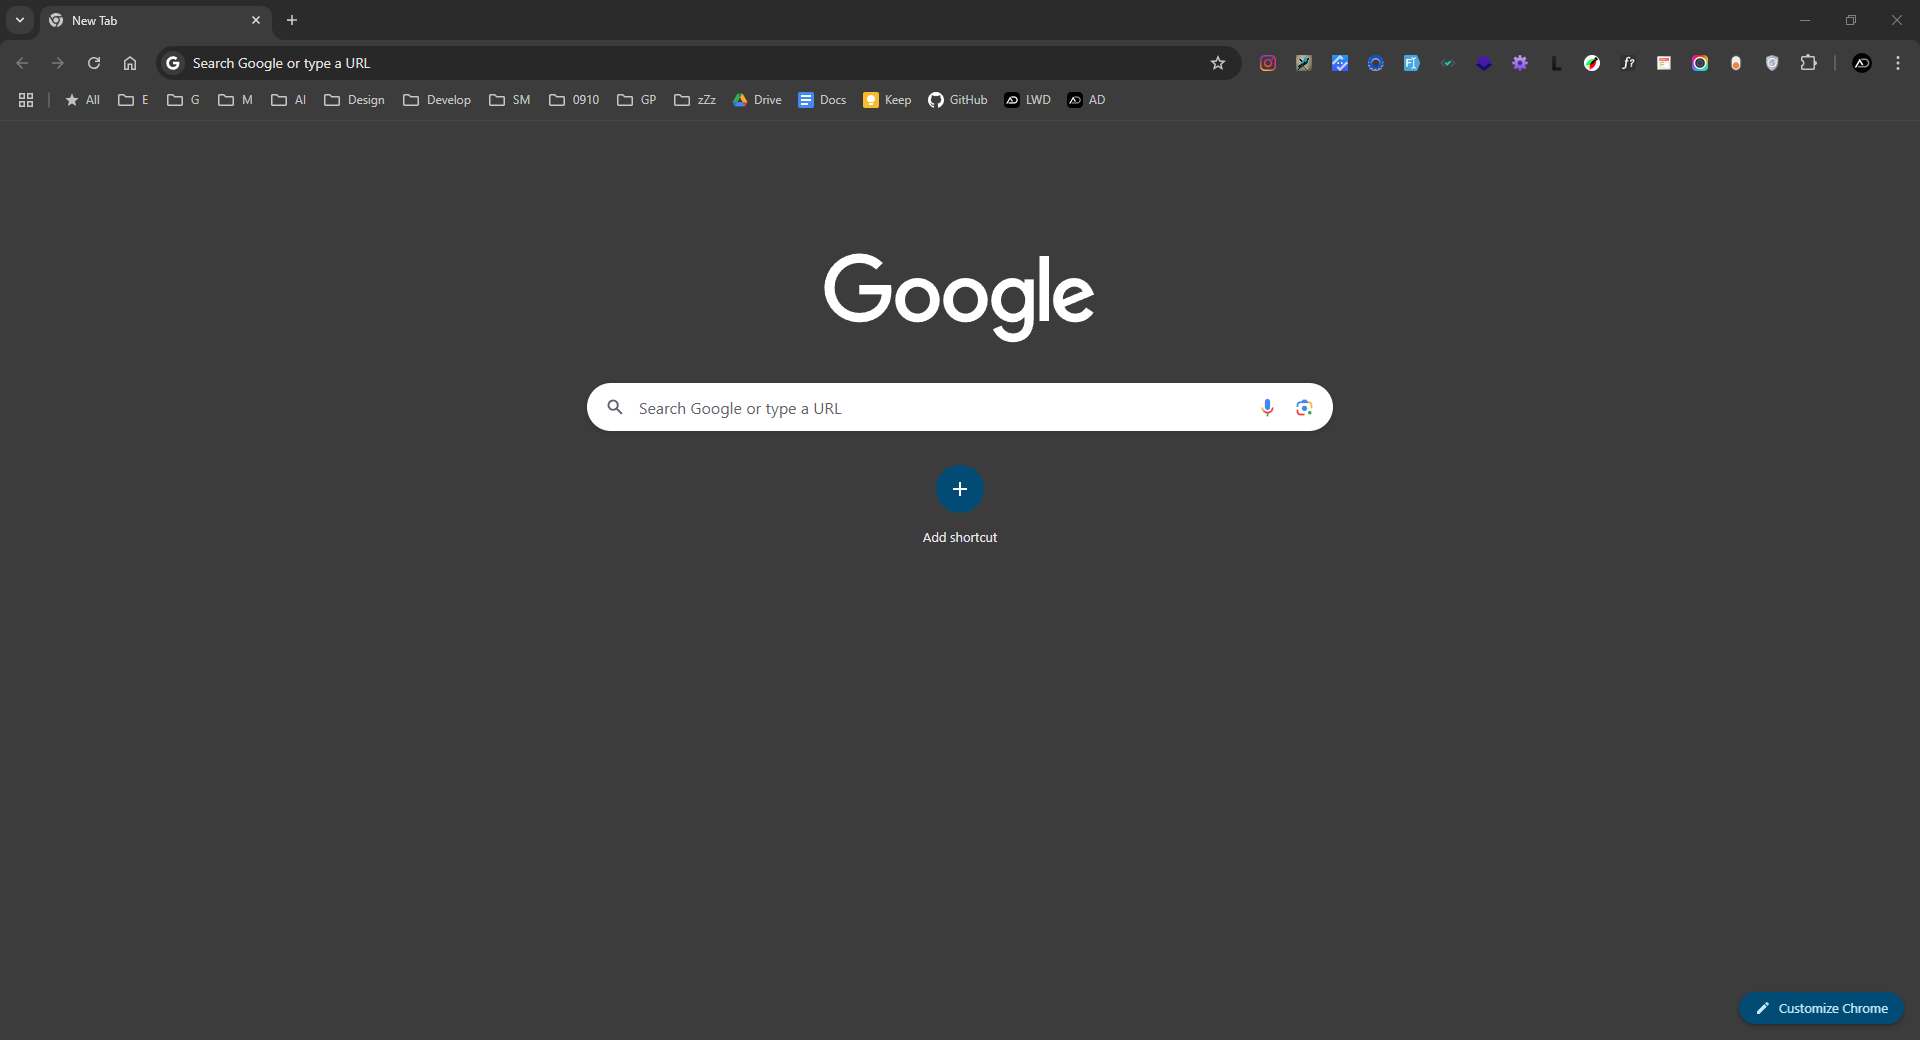 New Tab
Search Google or type a URL
f?
All E G M AI Design Develop SM 0910 GP zZz Drive Docs Keep GitHub LWD AD
Google
Search Google or type a URL
Add shortcut
Customize Chrome